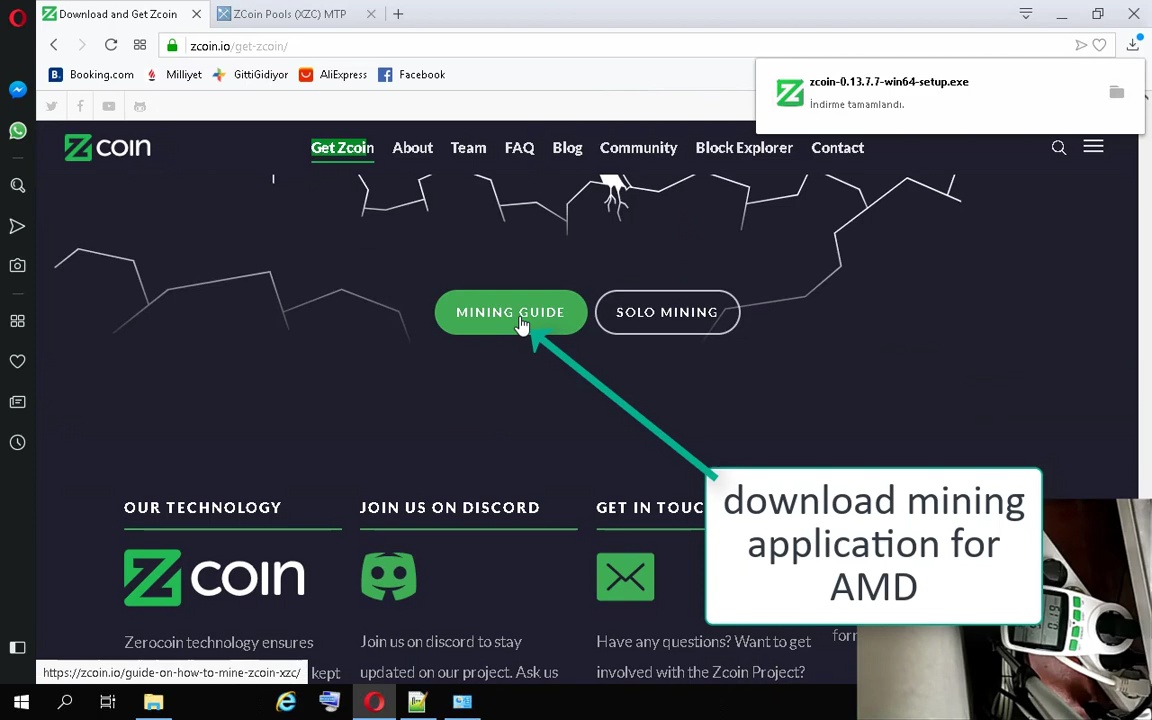 Download and Get Zcoin
ZCoin Pools (XZC) MTP
zcoin.io/get-zcoin/
Booking.com
Milliyet
GittiGidiyor
AliExpress
Facebook
zcoin-0.13.7.7-win64-setup.exe
İndirme tamamlandı.
Zcoin
Get Zcoin
About
Team
FAQ
Blog
Community
Block Explorer
Contact
MINING GUIDE
SOLO MINING
download mining
application for
AMD
OUR TECHNOLOGY
JOIN US ON DISCORD
GET IN TOUC
Zcoin
Zerocoin technology ensures
kept
Join us on discord to stay
updated on our project. Ask us
Have any questions? Want to get
involved with the Zcoin Project?
form
https://zcoin.io/guide-on-how-to-mine-zcoin-xzc/